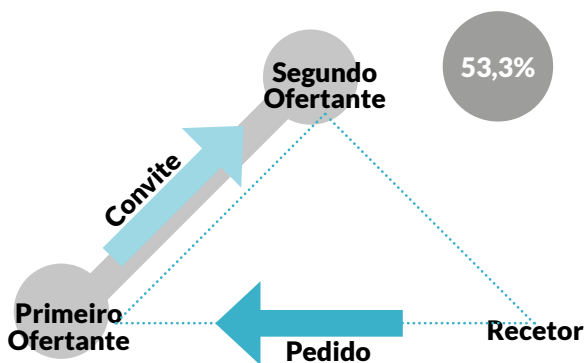 Segundo
Ofertante
53,3%
Convite
Primeiro
Ofertante
Pedido
Recetor